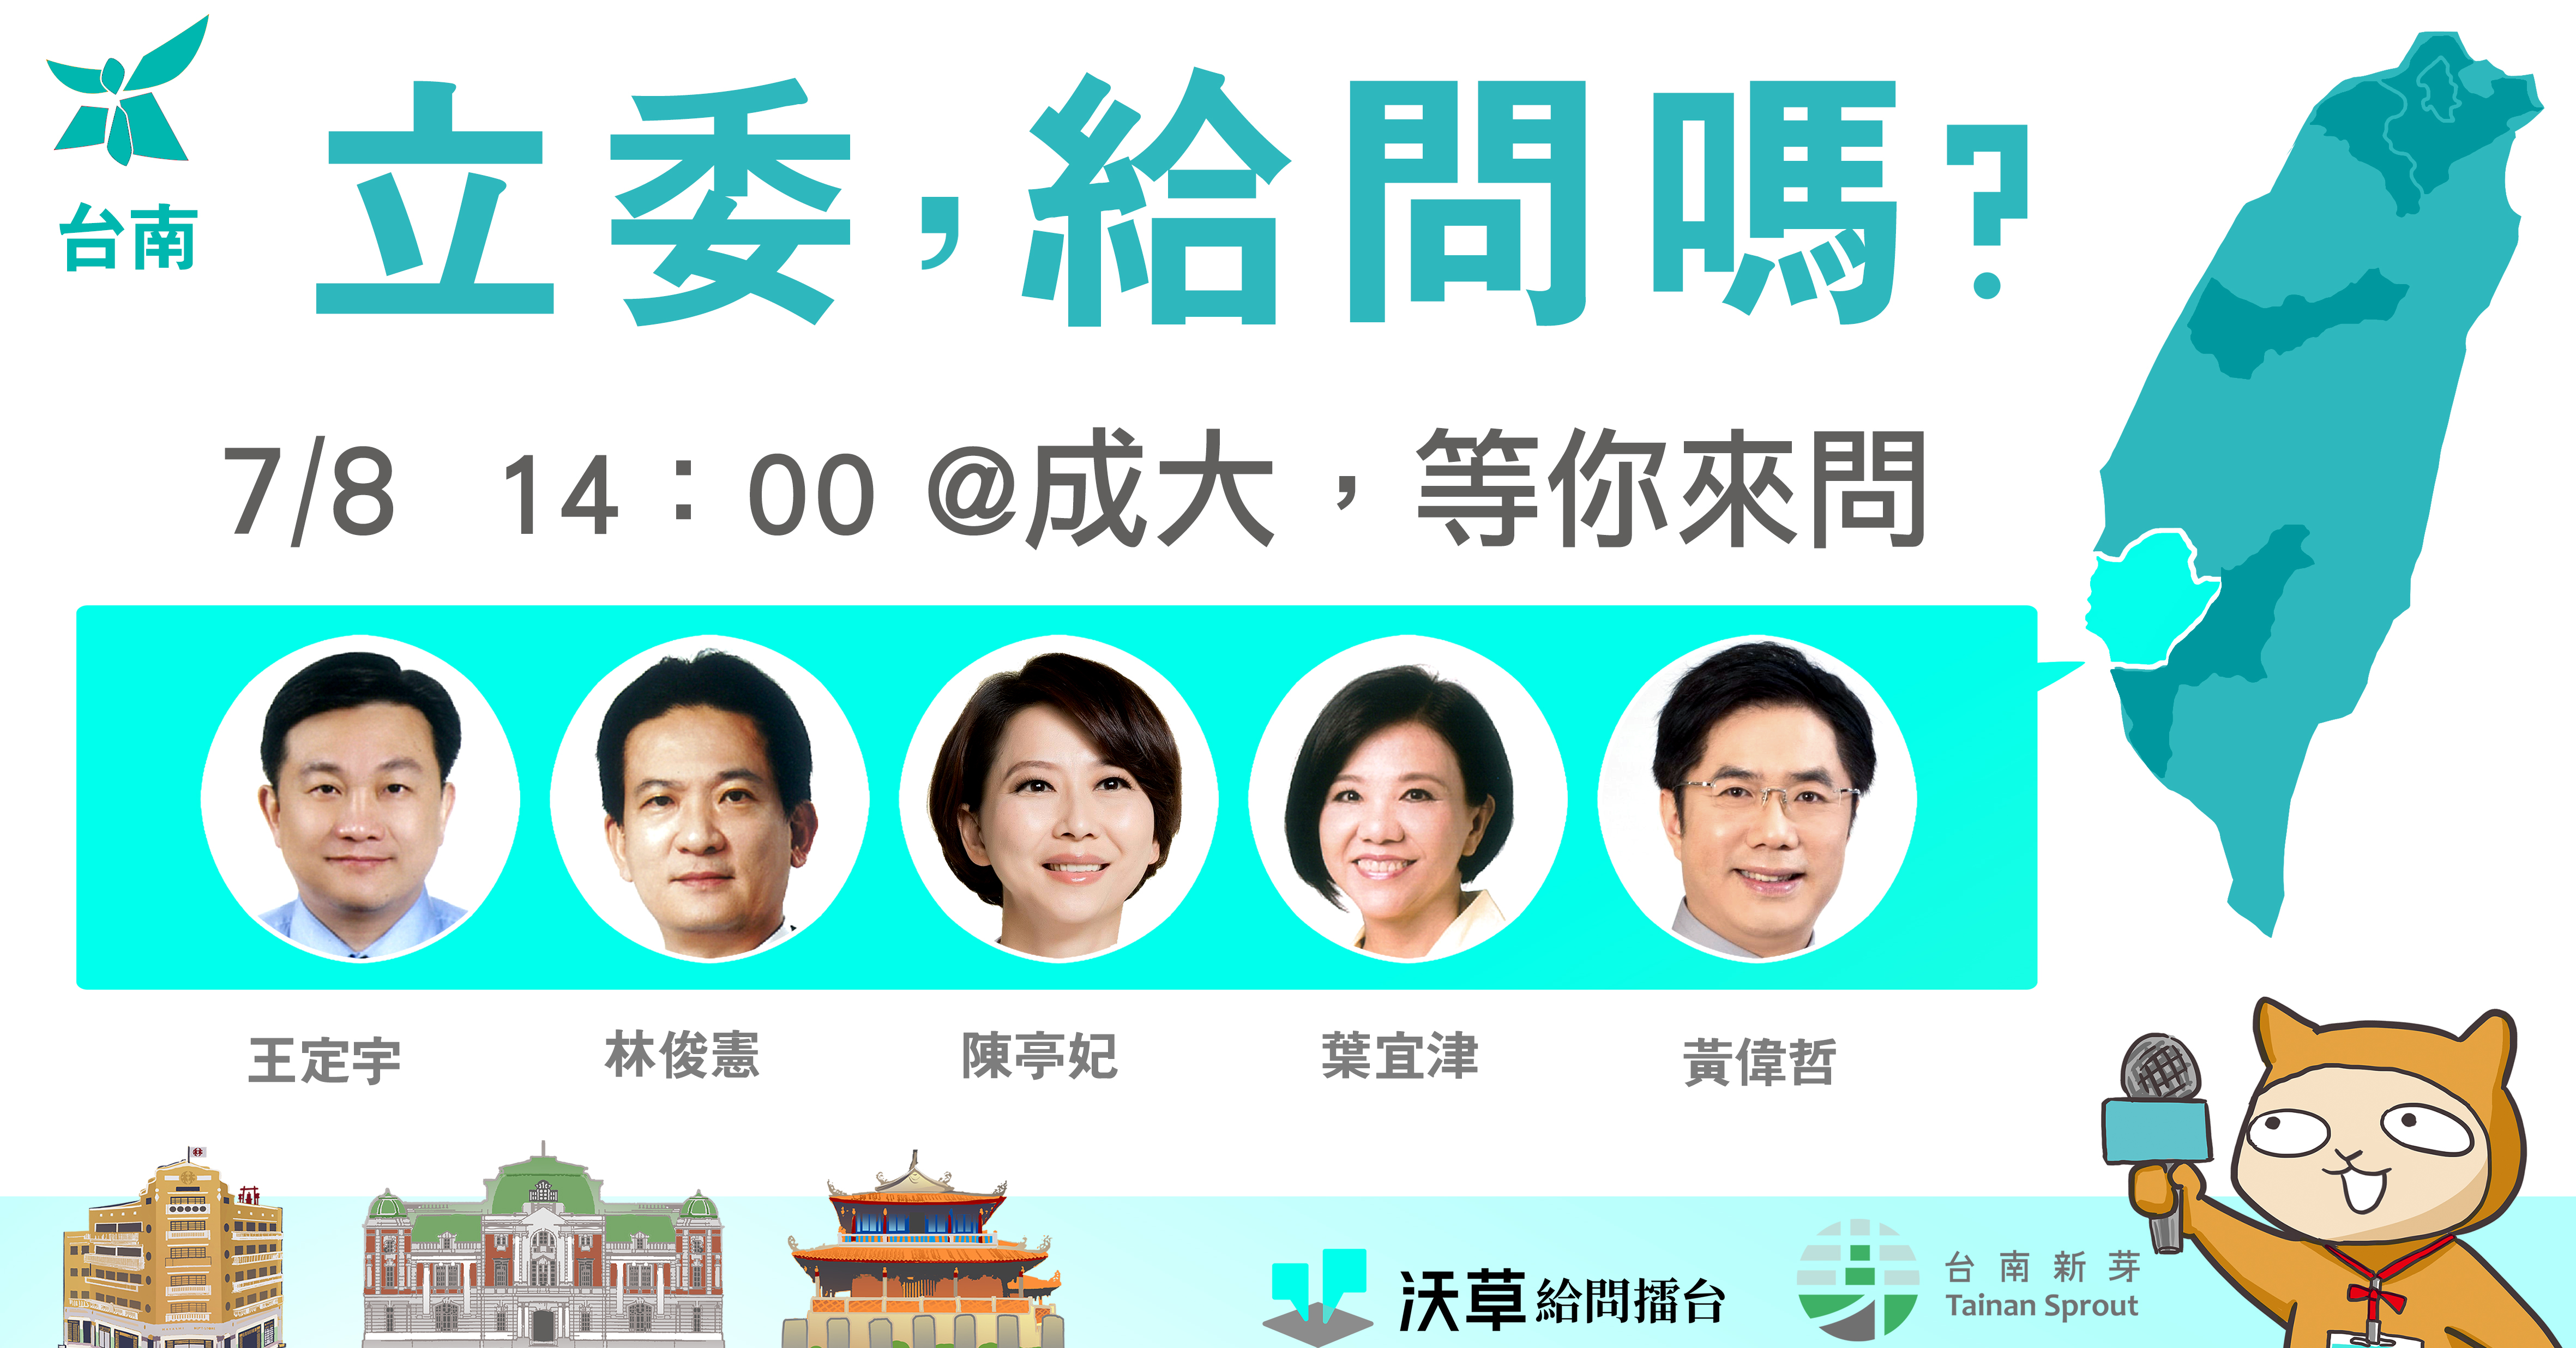 台南
立委，給問嗎？
7/8 14：00 @成大，等你來問
王定宇
林俊憲
陳亭妃
葉宜津
黃偉哲
沃草 給問擂台
台南新芽
Tainan Sprout